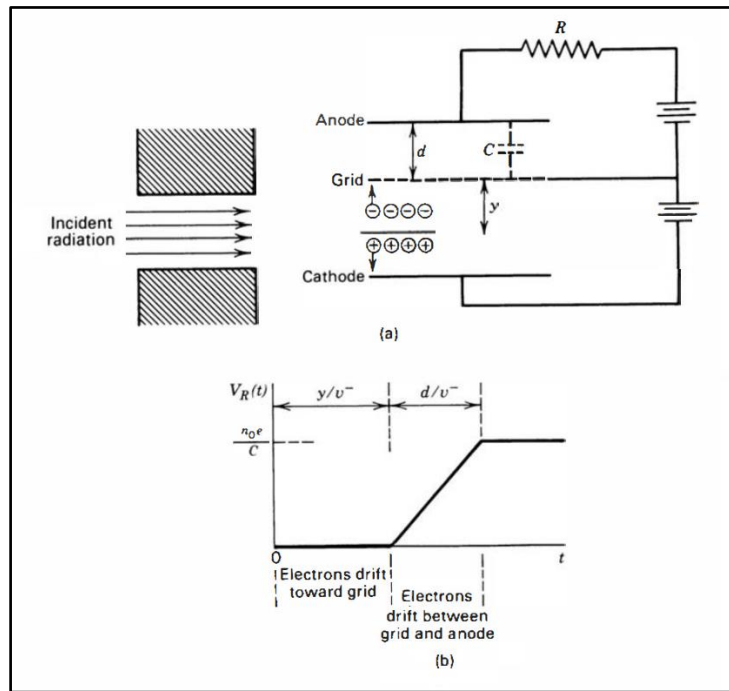 R
Anode
d
C
Grid
y
Incident
radiation
Cathode
(a)
V_R(t)
y/v⁻
d/v⁻
n₀e
C
0
t
Electrons drift
toward grid
Electrons
drift between
grid and anode
(b)